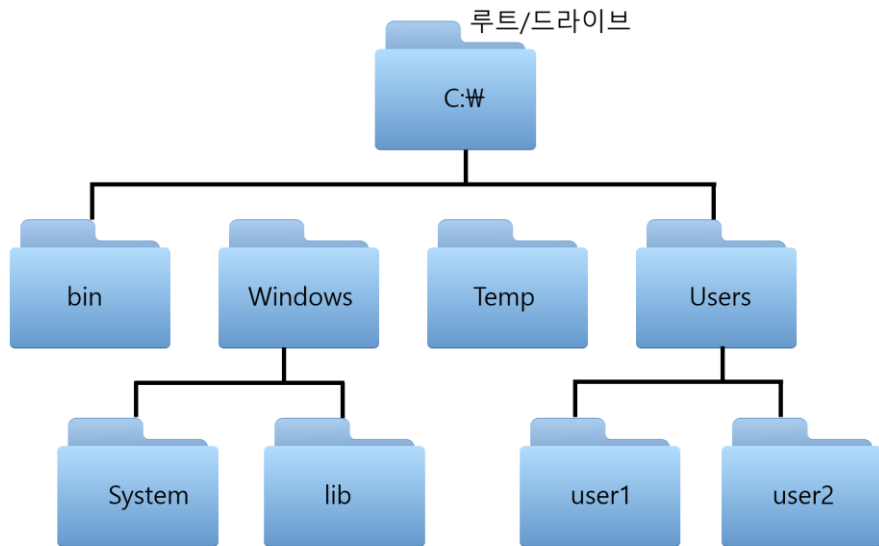 루트/드라이브
C:₩
bin
Windows
Temp
Users
System
lib
user1
user2